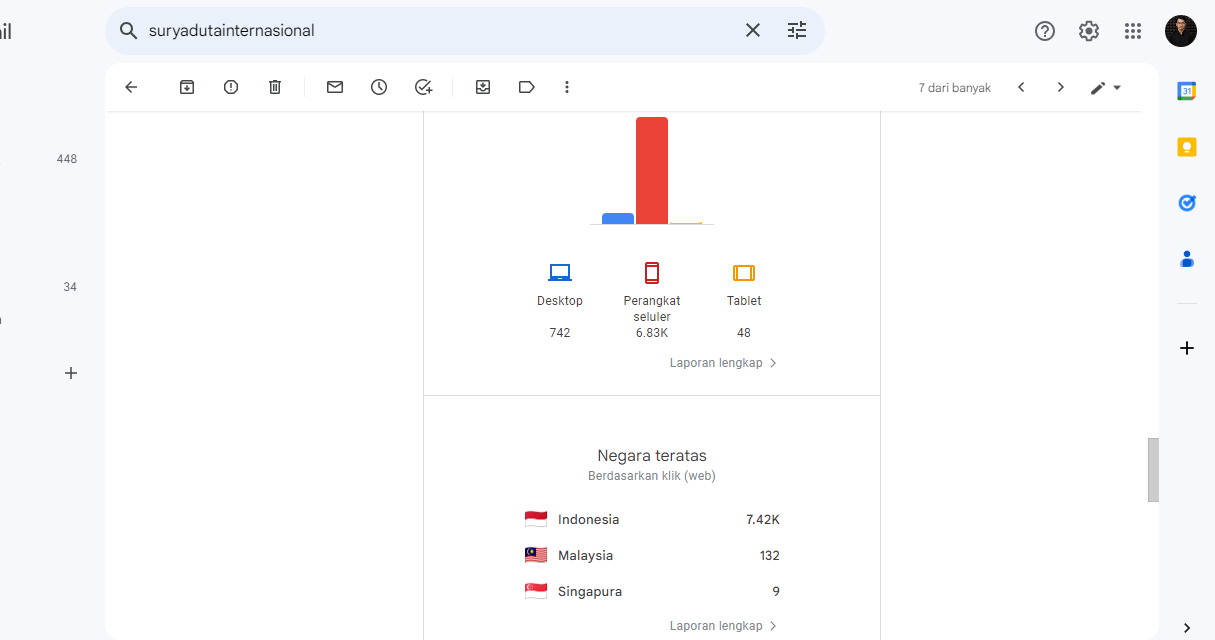 il
suryadutainternasional
7 dari banyak
31
448
34
Desktop
Perangkat
seluler
Tablet
742
6.83K
48
Laporan lengkap
Negara teratas
Berdasarkan klik (web)
Indonesia 7.42K
Malaysia 132
Singapura 9
Laporan lengkap